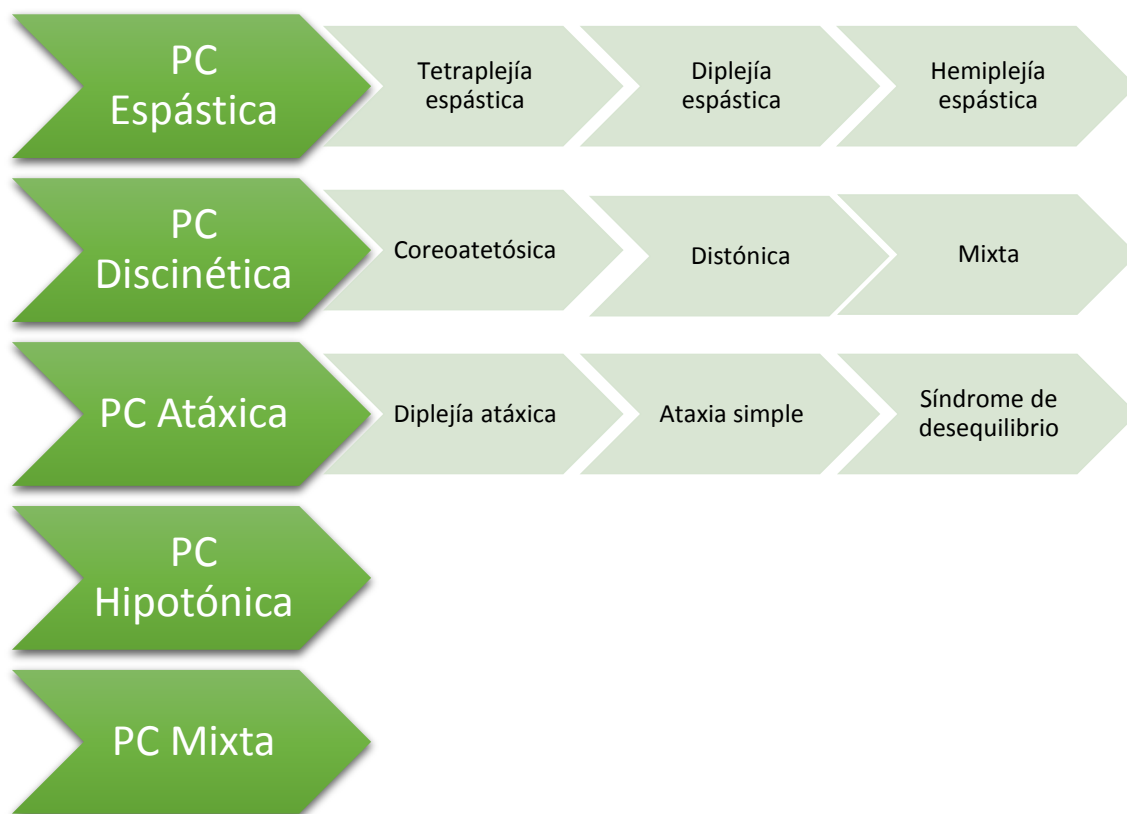 PC
Espástica
Tetraplejía
espástica
Diplejía
espástica
Hemiplejía
espástica
PC
Discinética
Coreoatetósica
Distónica
Mixta
PC Atáxica
Diplejía atáxica
Ataxia simple
Síndrome de
desequilibrio
PC
Hipotónica
PC Mixta